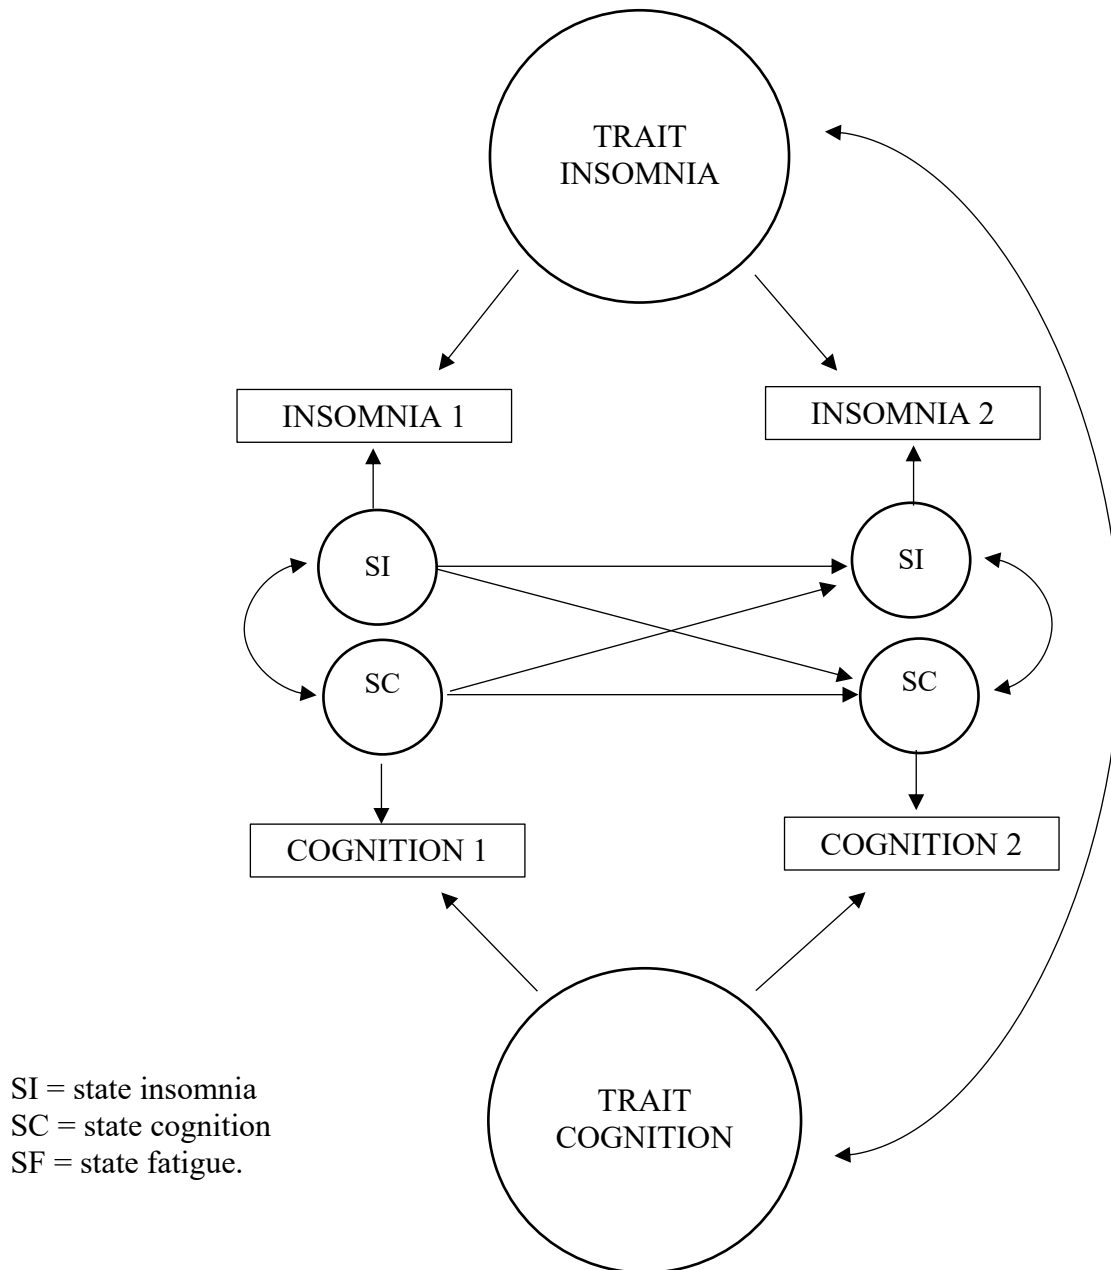 TRAIT
INSOMNIA
INSOMNIA 1
INSOMNIA 2
SI
SI
SC
SC
COGNITION 1
COGNITION 2
TRAIT
COGNITION
SI = state insomnia
SC = state cognition
SF = state fatigue.